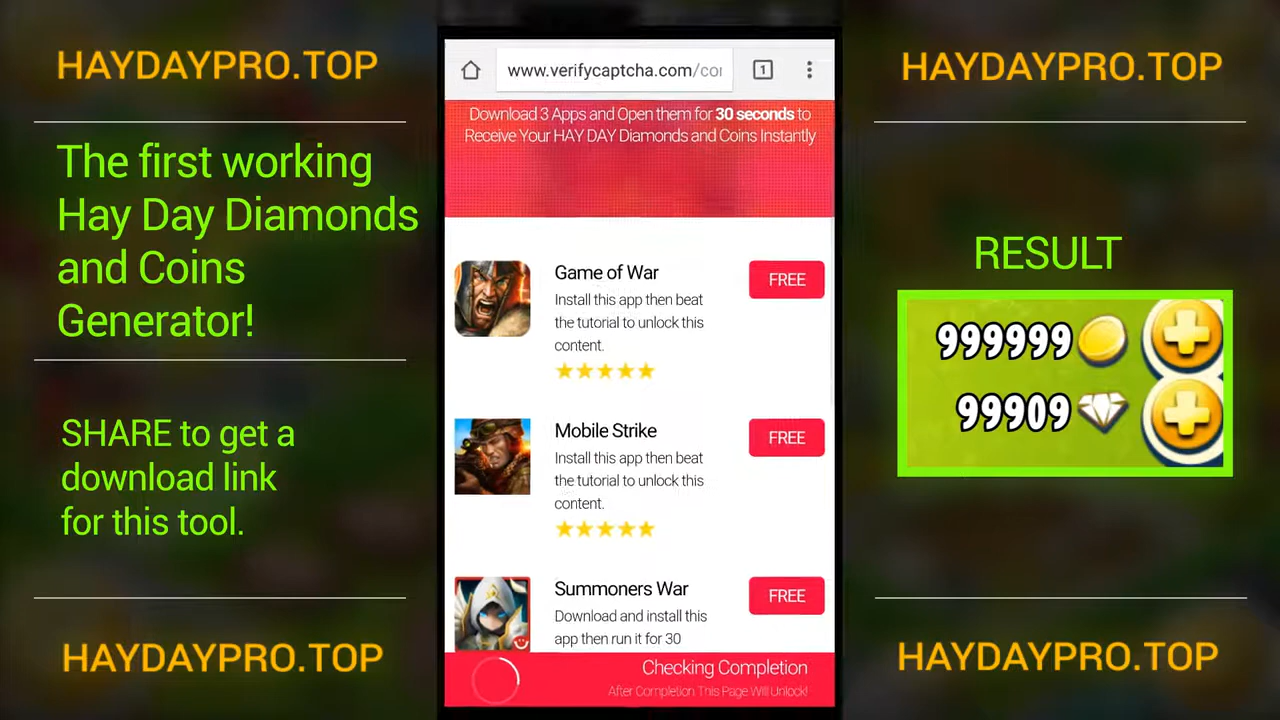 HAYDAYPRO.TOP
The first working
Hay Day Diamonds
and Coins
Generator!
SHARE to get a
download link
for this tool.
HAYDAYPRO.TOP
www.verifycaptcha.com/co
1
Download 3 Apps and Open them for 30 seconds to
Receive Your HAY DAY Diamonds and Coins Instantly
Game of War
Install this app then beat
the tutorial to unlock this
content.
FREE
Mobile Strike
Install this app then beat
the tutorial to unlock this
content.
FREE
Summoners War
Download and install this
app then run it for 30
FREE
Checking Completion
After Completion This Page Will Unlock!
HAYDAYPRO.TOP
RESULT
999999
99909
HAYDAYPRO.TOP